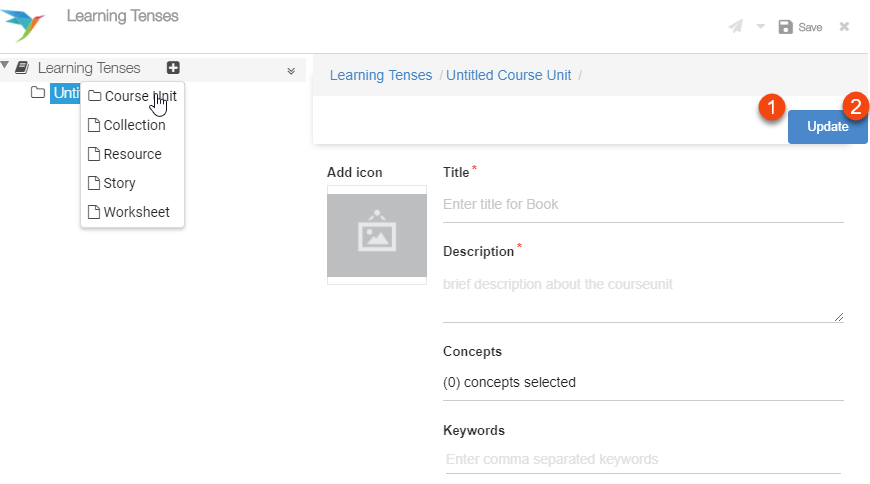 Learning Tenses
Save
Learning Tenses
Learning Tenses / Untitled Course Unit /
Course Unit
Collection
Resource
Story
Worksheet
1
2
Update
Add icon
Title *
Enter title for Book
Description *
brief description about the courseunit
Concepts
(0) concepts selected
Keywords
Enter comma separated keywords